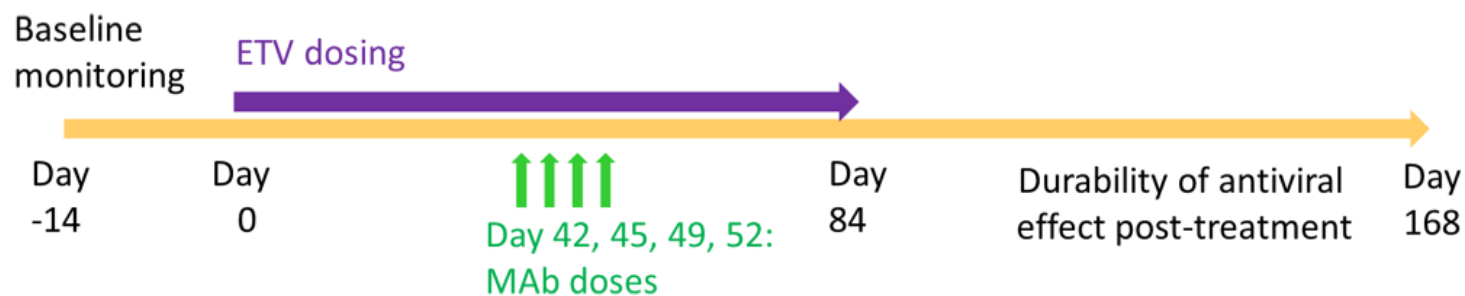 Baseline
monitoring
ETV dosing
Day
-14
Day
0
Day 42, 45, 49, 52:
MAb doses
Day
84
Durability of antiviral
effect post-treatment
Day
168